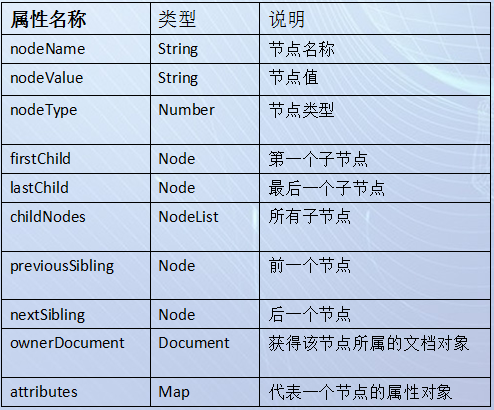 属性名称 类型 说明
nodeName String 节点名称
nodeValue String 节点值
nodeType Number 节点类型
firstChild Node 第一个子节点
lastChild Node 最后一个子节点
childNodes NodeList 所有子节点
previousSibling Node 前一个节点
nextSibling Node 后一个节点
ownerDocument Document 获得该节点所属的文档对象
attributes Map 代表一个节点的属性对象